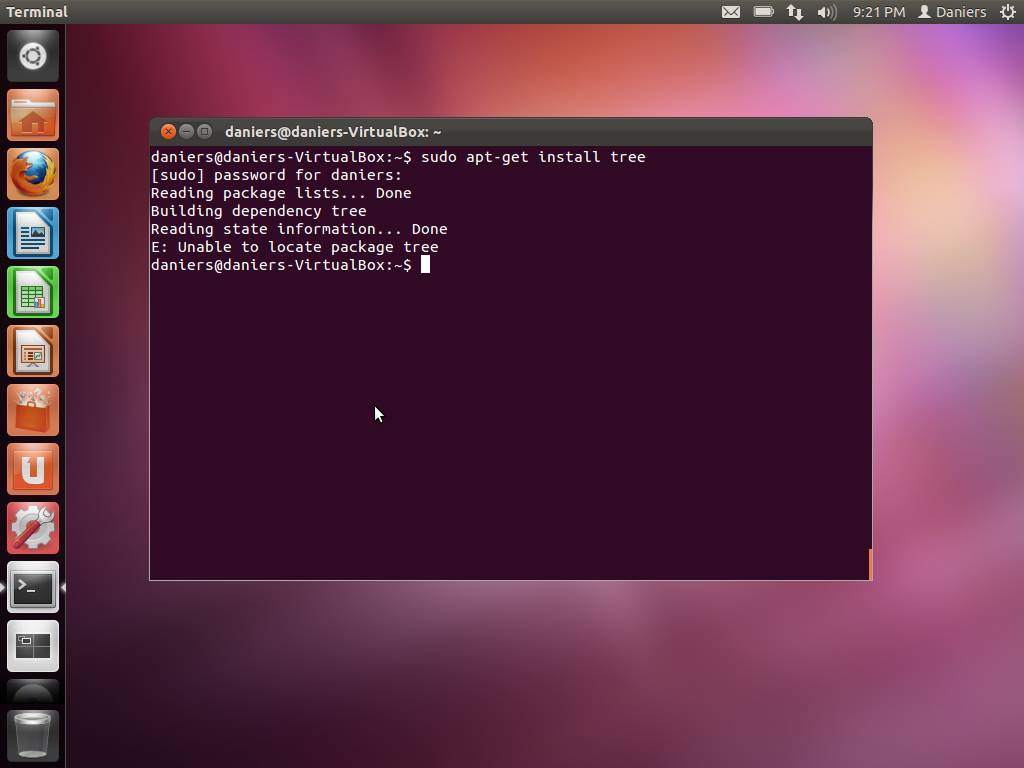 Terminal
9:21 PM Daniers
daniers@daniers-VirtualBox: ~
daniers@daniers-VirtualBox:~$ sudo apt-get install tree
[sudo] password for daniers:
Reading package lists... Done
Building dependency tree
Reading state information... Done
E: Unable to locate package tree
daniers@daniers-VirtualBox:~$